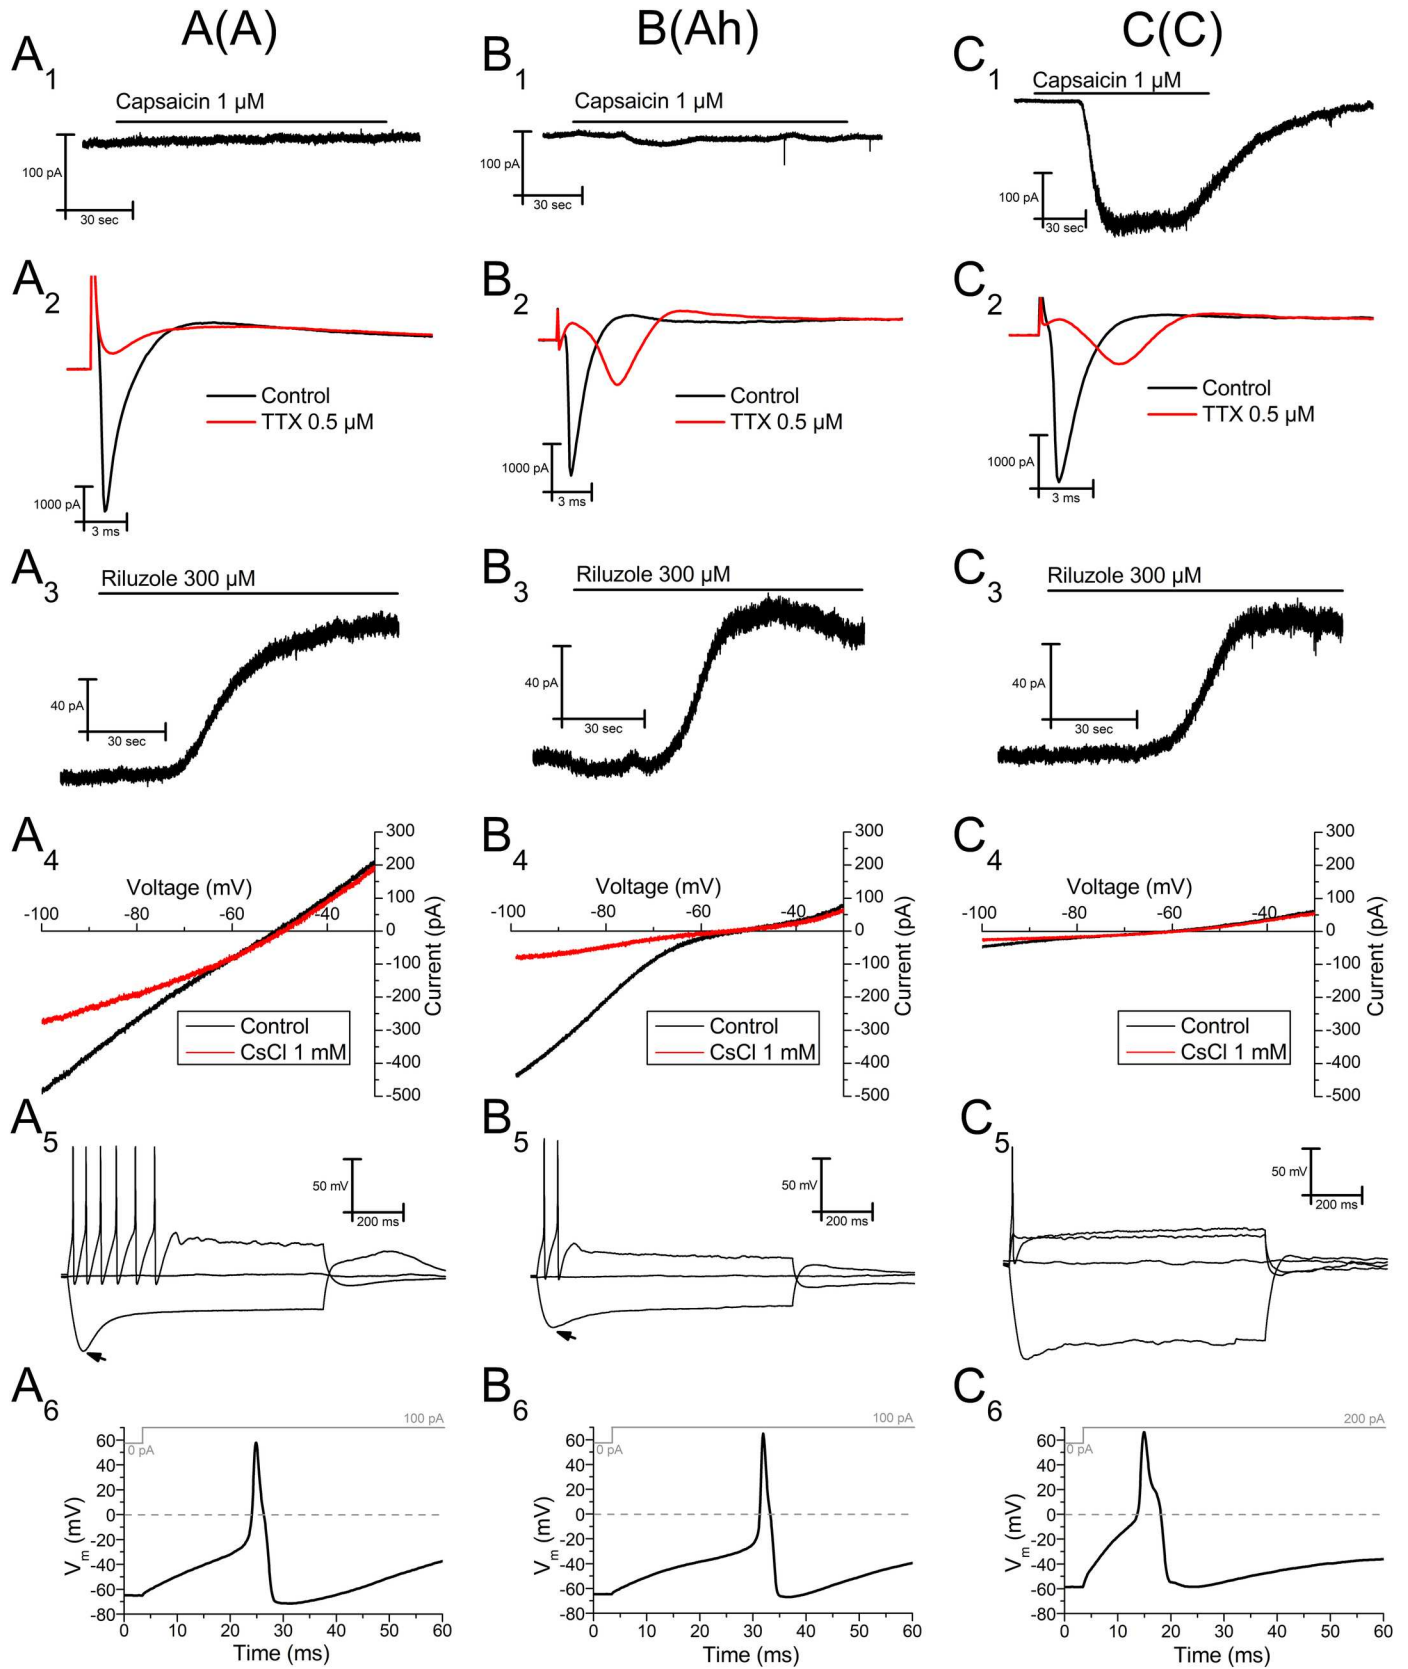 A(A)
B(Ah)
C(C)
A1
Capsaicin 1 µM
100 pA
30 sec
B1
Capsaicin 1 µM
100 pA
30 sec
C1
Capsaicin 1 µM
100 pA
30 sec
A2
Control
TTX 0.5 µM
1000 pA
3 ms
B2
Control
TTX 0.5 µM
1000 pA
3 ms
C2
Control
TTX 0.5 µM
1000 pA
3 ms
A3
Riluzole 300 µM
40 pA
30 sec
B3
Riluzole 300 µM
40 pA
30 sec
C3
Riluzole 300 µM
40 pA
30 sec
A4
Voltage (mV)
-100 -80 -60 -40
300
200
100
0
-100
-200
-300
-400
-500
Current (pA)
Control
CsCl 1 mM
B4
Voltage (mV)
-100 -80 -60 -40
300
200
100
0
-100
-200
-300
-400
-500
Current (pA)
Control
CsCl 1 mM
C4
Voltage (mV)
-100 -80 -60 -40
300
200
100
0
-100
-200
-300
-400
-500
Current (pA)
Control
CsCl 1 mM
A5
50 mV
200 ms
B5
50 mV
200 ms
C5
50 mV
200 ms
A6
100 pA
0 pA
60
40
20
0
-20
-40
-60
-80
Vm (mV)
0 10 20 30 40 50 60
Time (ms)
B6
100 pA
0 pA
60
40
20
0
-20
-40
-60
-80
Vm (mV)
0 10 20 30 40 50 60
Time (ms)
C6
200 pA
0 pA
60
40
20
0
-20
-40
-60
-80
Vm (mV)
0 10 20 30 40 50 60
Time (ms)